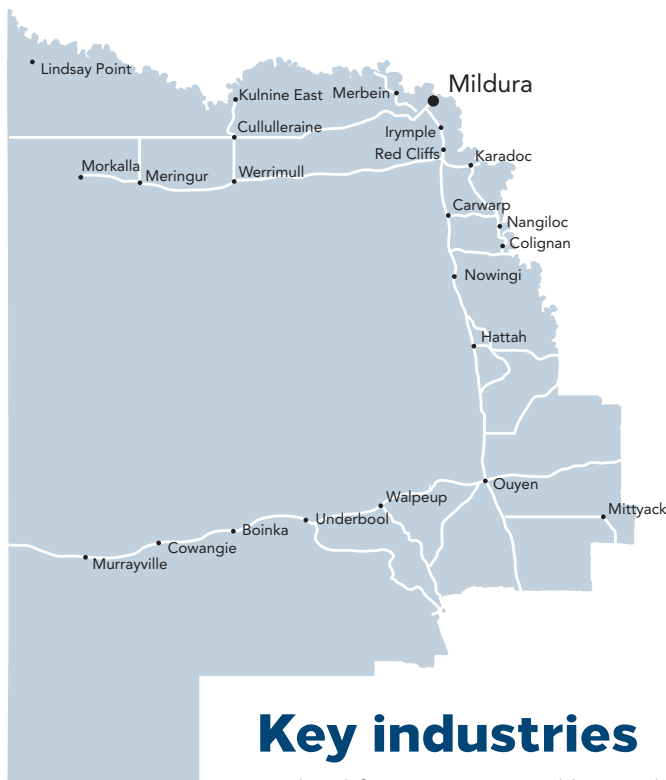 Lindsay Point
Mildura
Kulnine East
Merbein
Cullulleraine
Irymple
Red Cliffs
Karadoc
Morkalla
Meringur
Werrimull
Carwarp
Nangiloc
Colignan
Nowingi
Hattah
Ouyen
Walpeup
Mittyack
Underbool
Boinka
Cowangie
Murrayville
Key industries